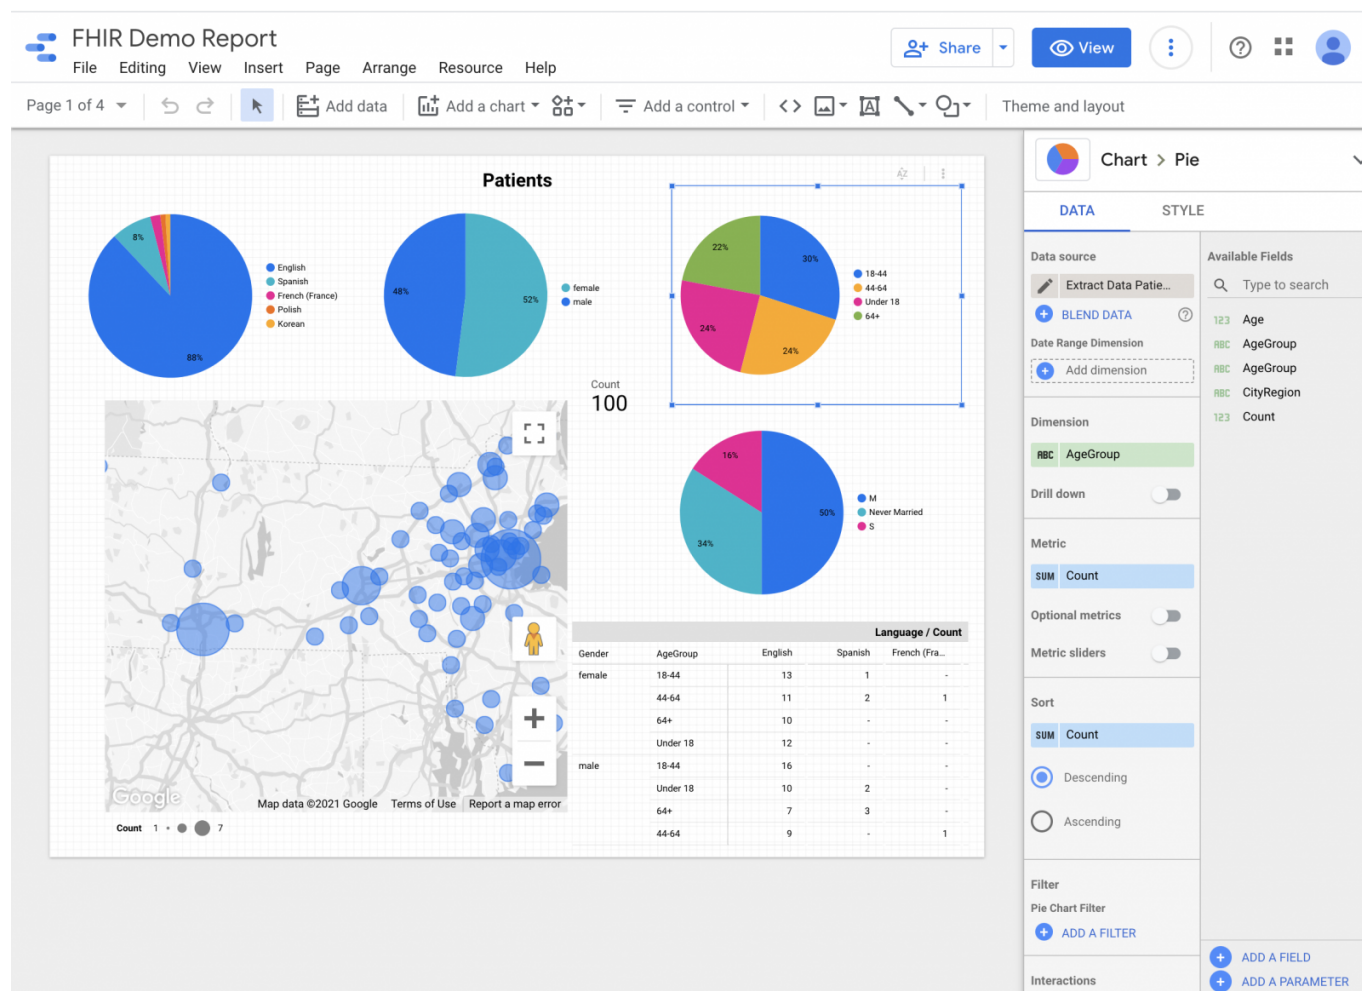 FHIR Demo Report
File Editing View Insert Page Arrange Resource Help
Share
View
Page 1 of 4
Add data
Add a chart
Add a control
Theme and layout
Patients
8%
88%
English
Spanish
French (France)
Polish
Korean
48%
52%
female
male
22%
30%
24%
24%
18-44
44-64
Under 18
64+
Count
100
16%
50%
34%
M
Never Married
S
Google
Map data ©2021 Google Terms of Use Report a map error
Count 1 7
Language / Count
Gender AgeGroup English Spanish French (Fra...
female 18-44 13 1 -
44-64 11 2 1
64+ 10 - -
Under 18 12 - -
male 18-44 16 - -
Under 18 10 2 -
64+ 7 3 -
44-64 9 - 1
Chart > Pie
DATA STYLE
Data source
Extract Data Patie...
BLEND DATA
Date Range Dimension
Add dimension
Dimension
ABC AgeGroup
Drill down
Metric
SUM Count
Optional metrics
Metric sliders
Sort
SUM Count
Descending
Ascending
Filter
Pie Chart Filter
ADD A FILTER
Interactions
Available Fields
Type to search
123 Age
ABC AgeGroup
ABC AgeGroup
ABC CityRegion
123 Count
ADD A FIELD
ADD A PARAMETER